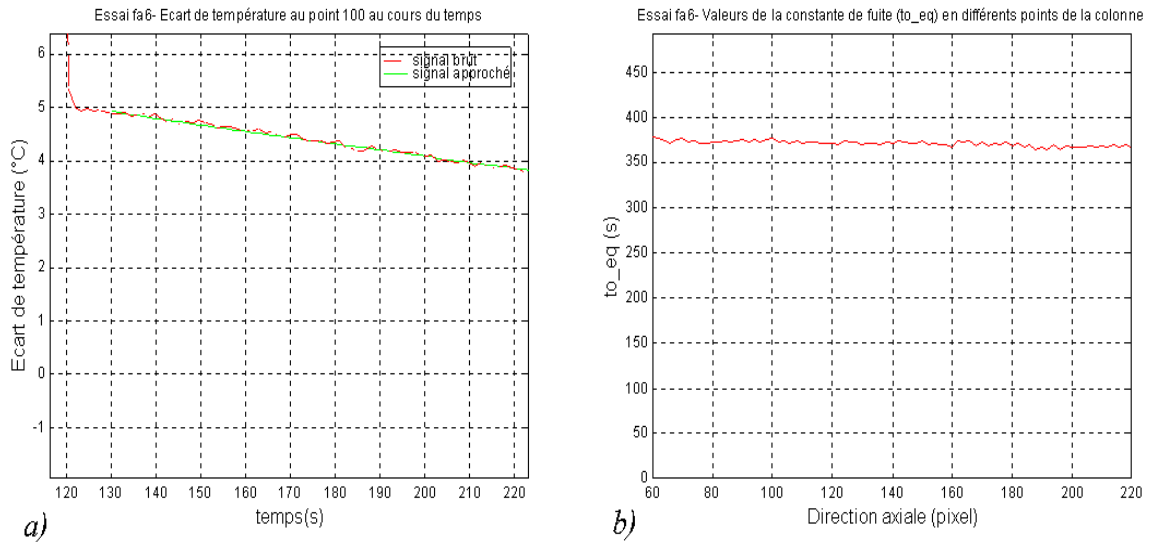 Essai fa6- Ecart de température au point 100 au cours du temps
signal brut
signal approché
6
5
4
3
2
1
0
-1
120 130 140 150 160 170 180 190 200 210 220
Ecart de température (°C)
temps(s)
a)
Essai fa6- Valeurs de la constante de fuite (to_eq) en différents points de la colonne
450
400
350
300
250
200
150
100
50
0
60 80 100 120 140 160 180 200 220
to_eq (s)
Direction axiale (pixel)
b)